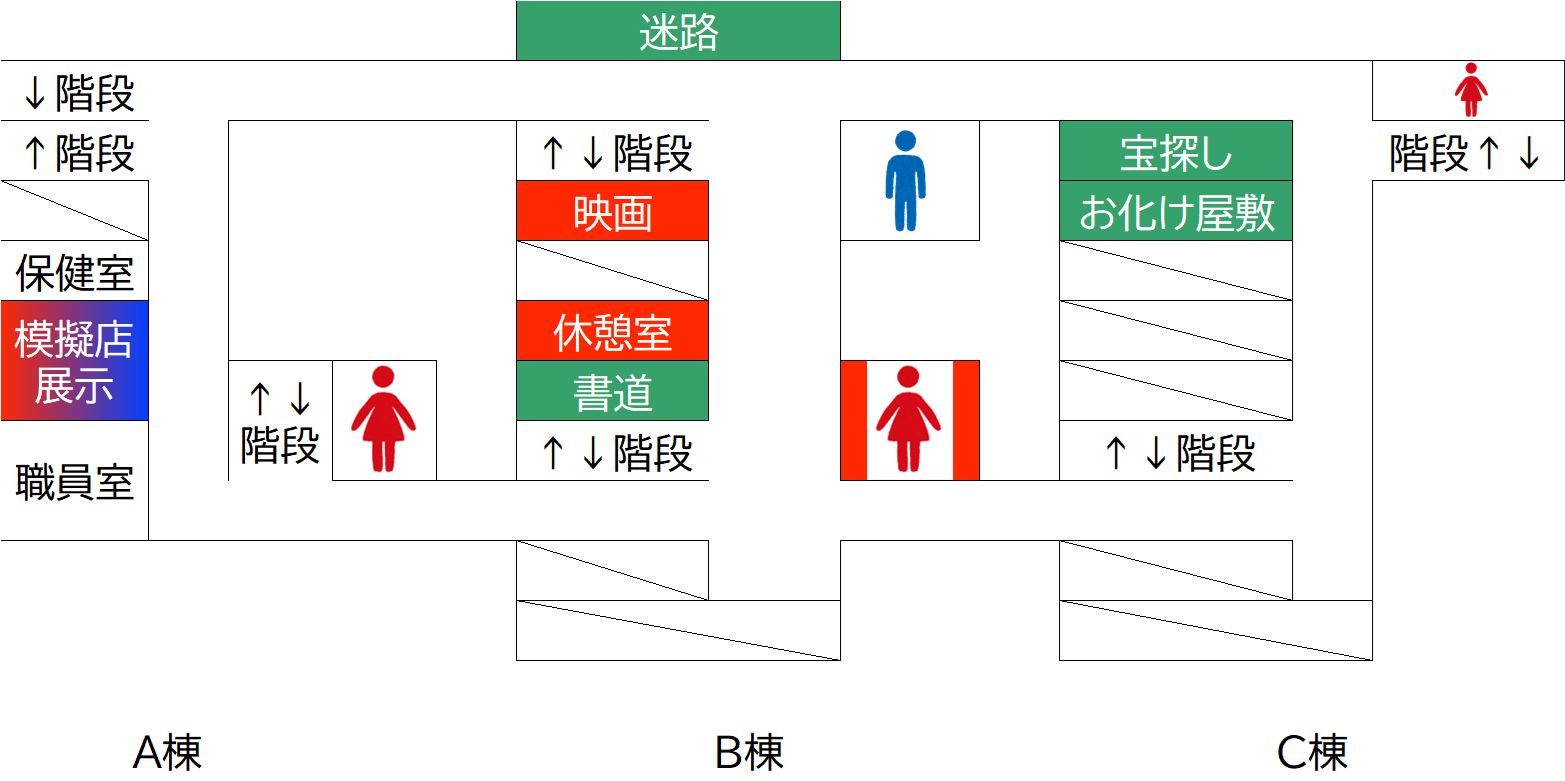 迷路
↓階段
↑階段
↑↓階段
宝探し
階段↑↓
映画
お化け屋敷
保健室
模擬店
展示
休憩室
書道
↑↓
階段
↑↓階段
↑↓階段
職員室
A棟
B棟
C棟